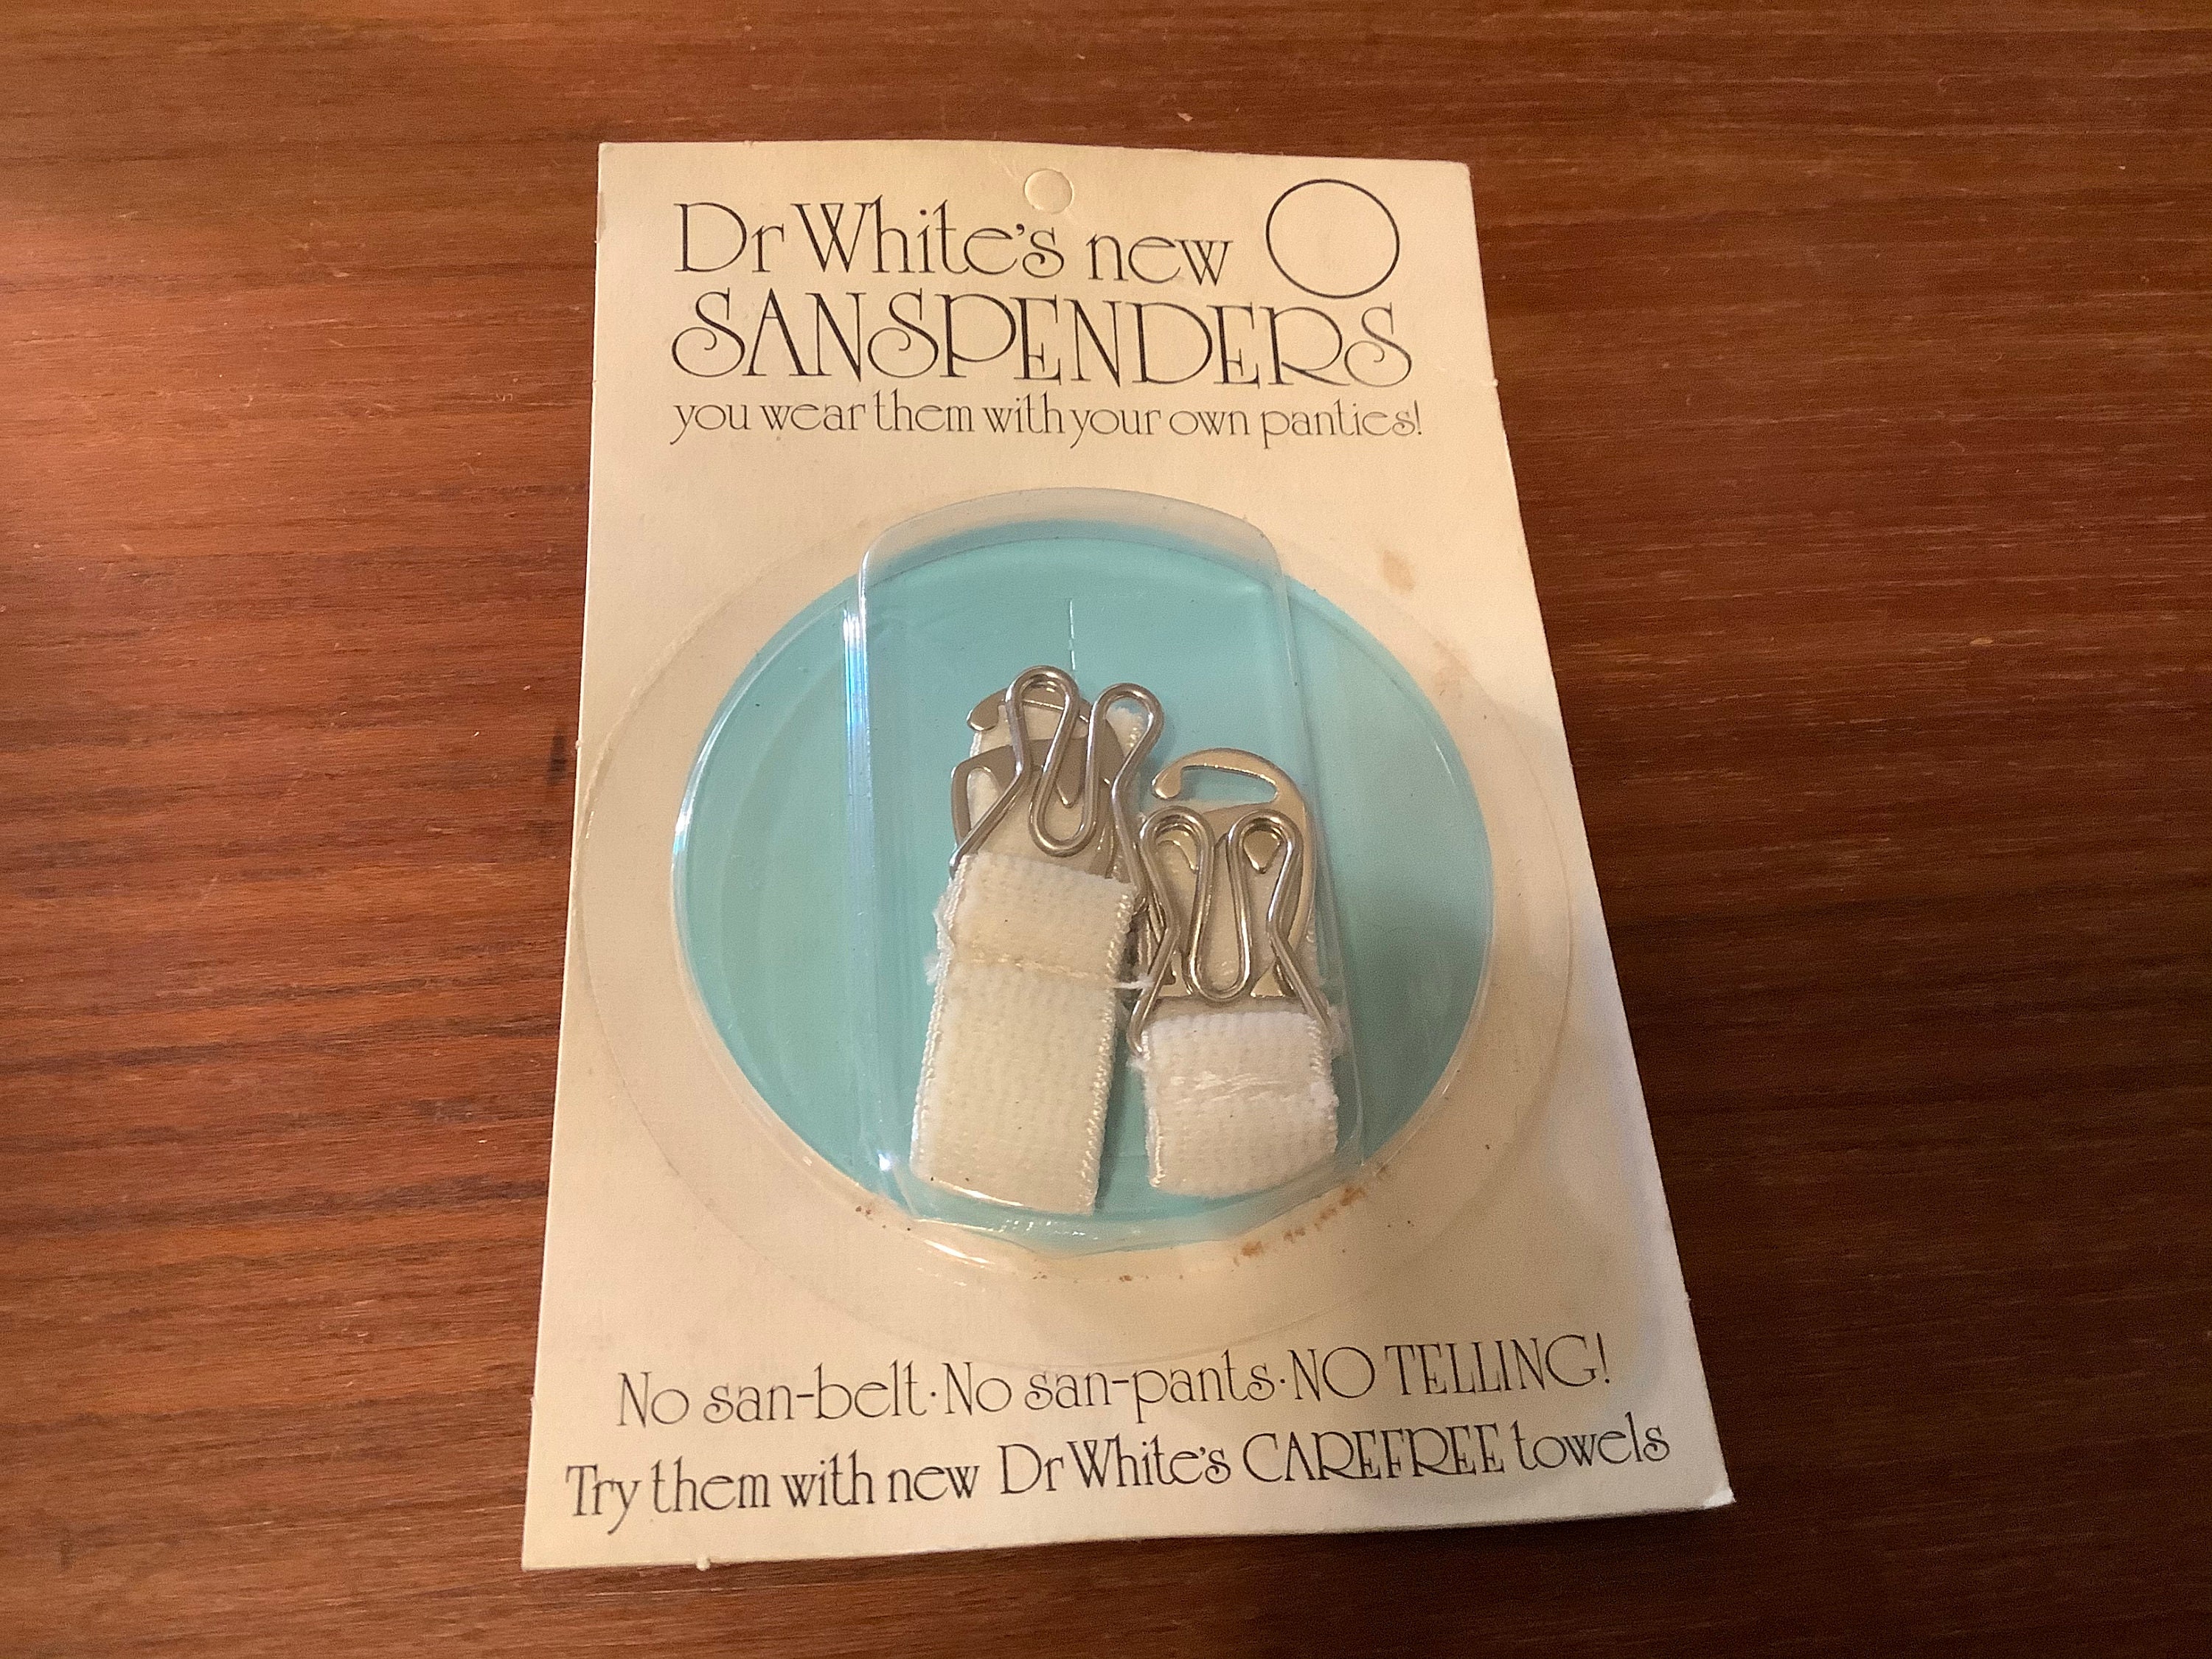 Dr White's new
SANSPENDERS
you wear them with your own panties!
No san-belt·No san-pants·NO TELLING!
Try them with new Dr White's CAREFREE towels